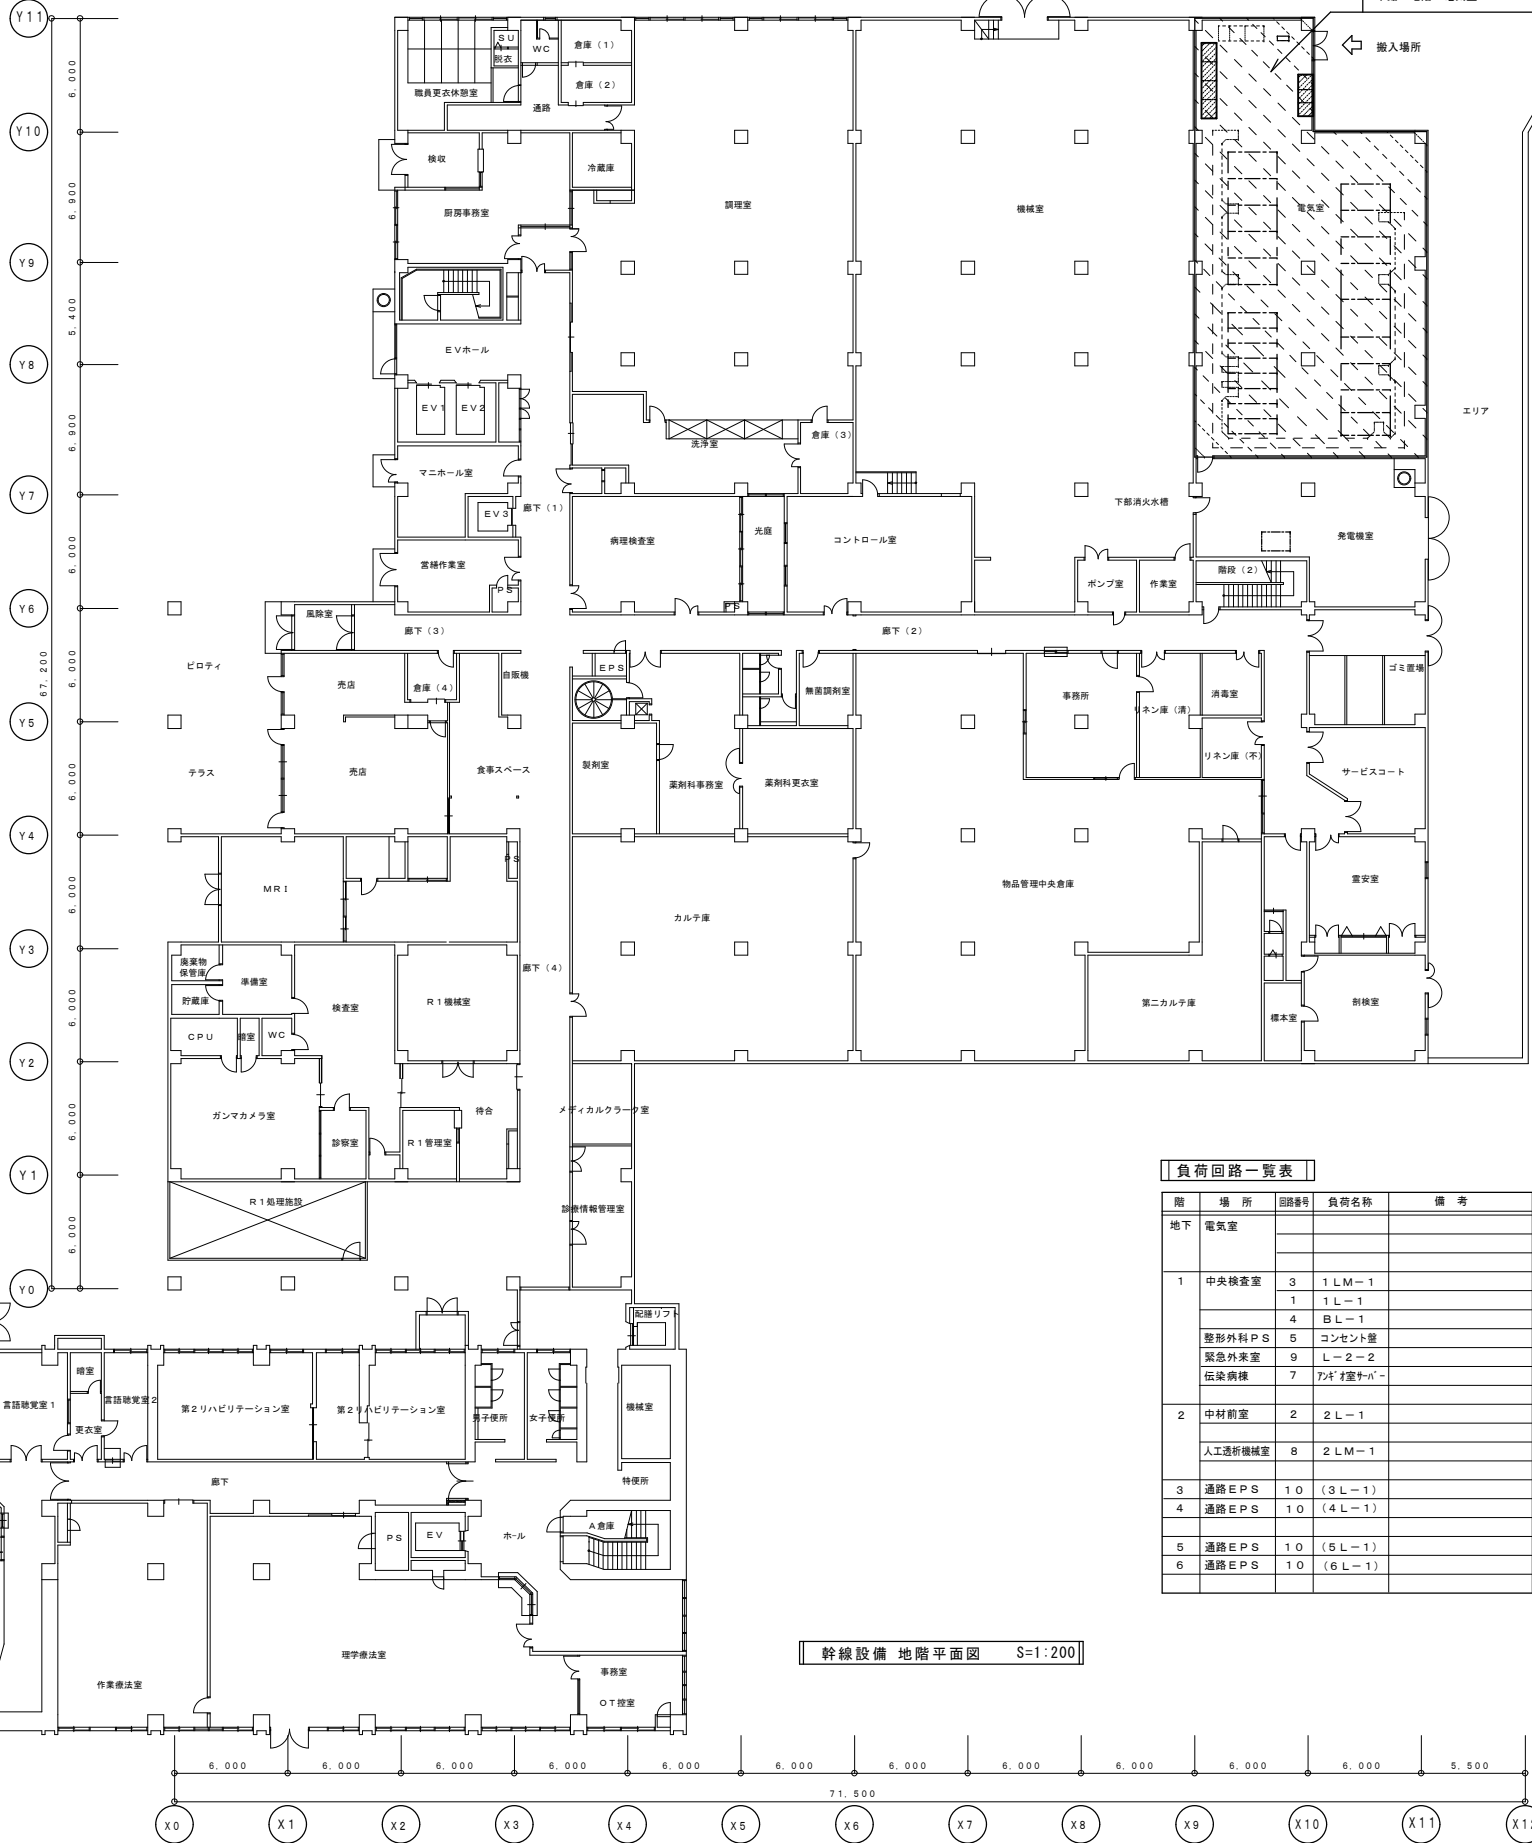 Y11
搬入場所
SU
WC
倉庫（1）
脱衣
倉庫（2）
職員更衣休憩室
通路
6,000
Y10
検収
冷蔵庫
6,900
厨房事務室
調理室
機械室
電気室
Y9
5,400
EVホール
Y8
EV1
EV2
エリア
6,900
洗浄室
倉庫（3）
マニホール室
Y7
EV3
廊下（1）
下部消火水槽
病理検査室
光庭
コントロール室
発電機室
6,000
営繕作業室
PS
ポンプ室
作業室
階段（2）
Y6
PS
風除室
廊下（3）
廊下（2）
67,200
6,000
ピロティ
EPS
売店
倉庫（4）
自販機
無菌調剤室
事務所
リネン庫（清）
消毒室
ゴミ置場
Y5
テラス
売店
食事スペース
製剤室
薬剤科事務室
薬剤科更衣室
リネン庫（不）
サービスコート
6,000
Y4
PS
MRI
カルテ庫
物品管理中央倉庫
霊安室
6,000
Y3
廃棄物
保管庫
準備室
廊下（4）
貯蔵庫
検査室
R1機械室
第二カルテ庫
標本室
剖検室
6,000
CPU
暗室
WC
Y2
ガンマカメラ室
待合
メディカルクラーク室
6,000
診察室
R1管理室
Y1
R1処理施設
診療情報管理室
6,000
Y0
配膳リフト
負荷回路一覧表
階 場所 回路番号 負荷名称 備考
地下 電気室
1 中央検査室 3 1LM−1
1 1L−1
4 BL−1
整形外科PS 5 コンセント盤
緊急外来室 9 L−2−2
伝染病棟 7 ｱﾝｷﾞｵ室ｻｰﾊﾞｰ
2 中材前室 2 2L−1
人工透析機械室 8 2LM−1
3 通路EPS 10 （3L−1）
4 通路EPS 10 （4L−1）
5 通路EPS 10 （5L−1）
6 通路EPS 10 （6L−1）
暗室
言語聴覚室1
更衣室
言語聴覚室2
第2リハビリテーション室
第2リハビリテーション室
男子便所
女子便所
機械室
廊下
特便所
PS
EV
ホール
A倉庫
作業療法室
理学療法室
事務室
OT控室
幹線設備 地階平面図 S=1:200
6,000 6,000 6,000 6,000 6,000 6,000 6,000 6,000 6,000 6,000 6,000 5,500
71,500
X0 X1 X2 X3 X4 X5 X6 X7 X8 X9 X10 X11